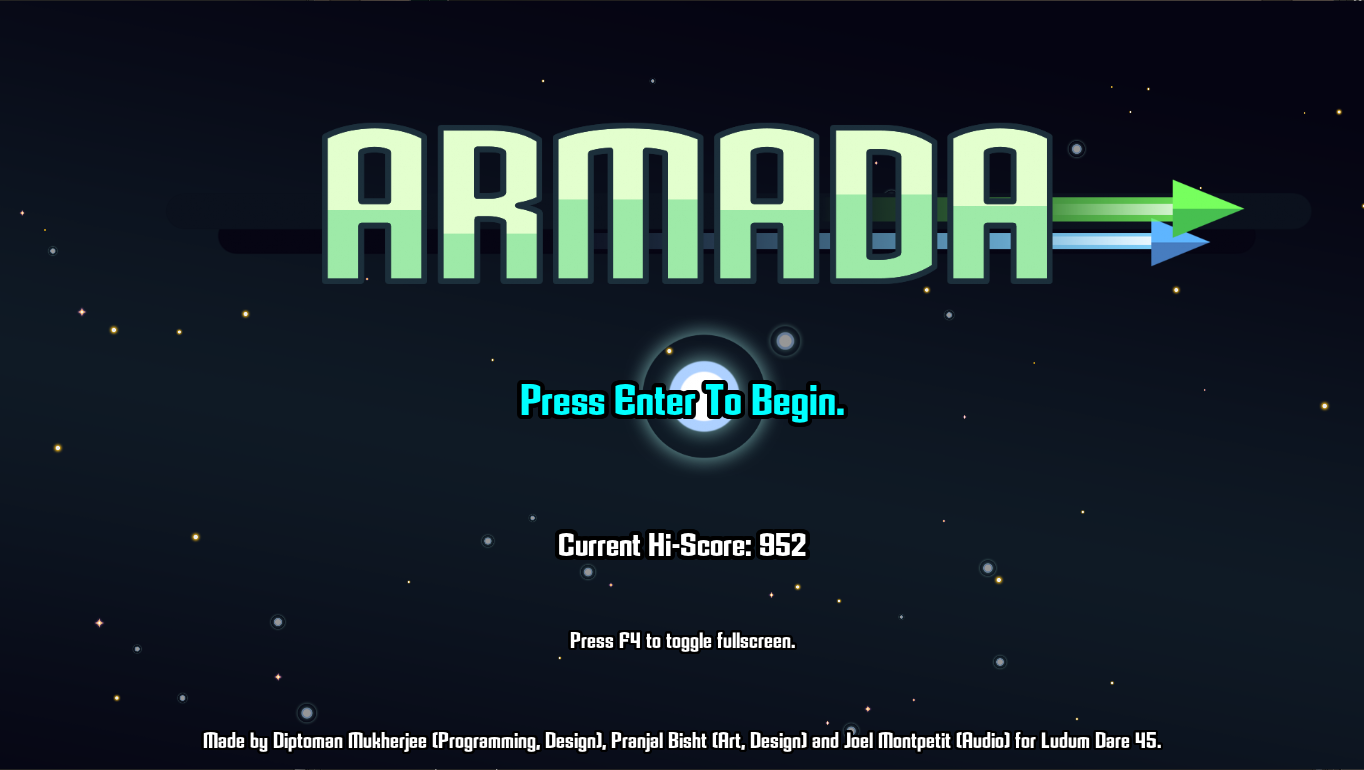 ARMADA
Press Enter To Begin.
Current Hi-Score: 952
Press F4 to toggle fullscreen.
Made by Diptoman Mukherjee (Programming, Design), Pranjal Bisht (Art, Design) and Joel Montpetit (Audio) for Ludum Dare 45.